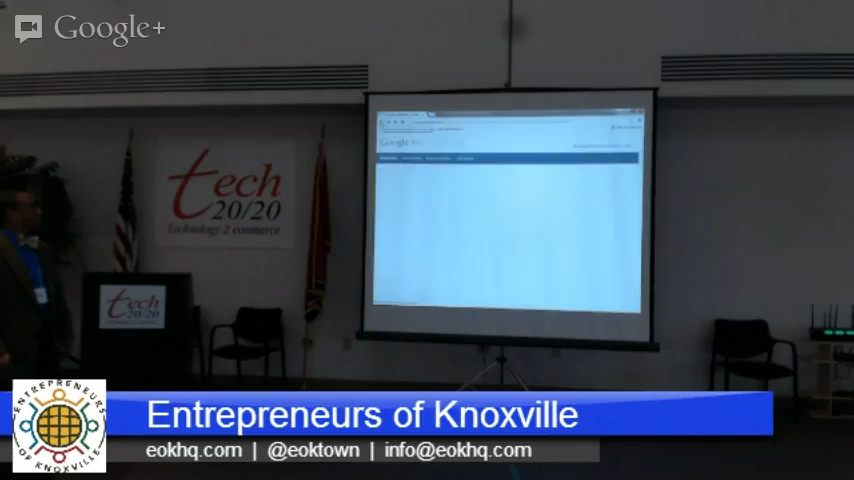 Google+
Google
tech
20/20
technology 2 commerce
tech
20/20
Entrepreneurs of Knoxville
eokhq.com | @eoktown | info@eokhq.com
ENTREPRENEURS
OF KNOXVILLE